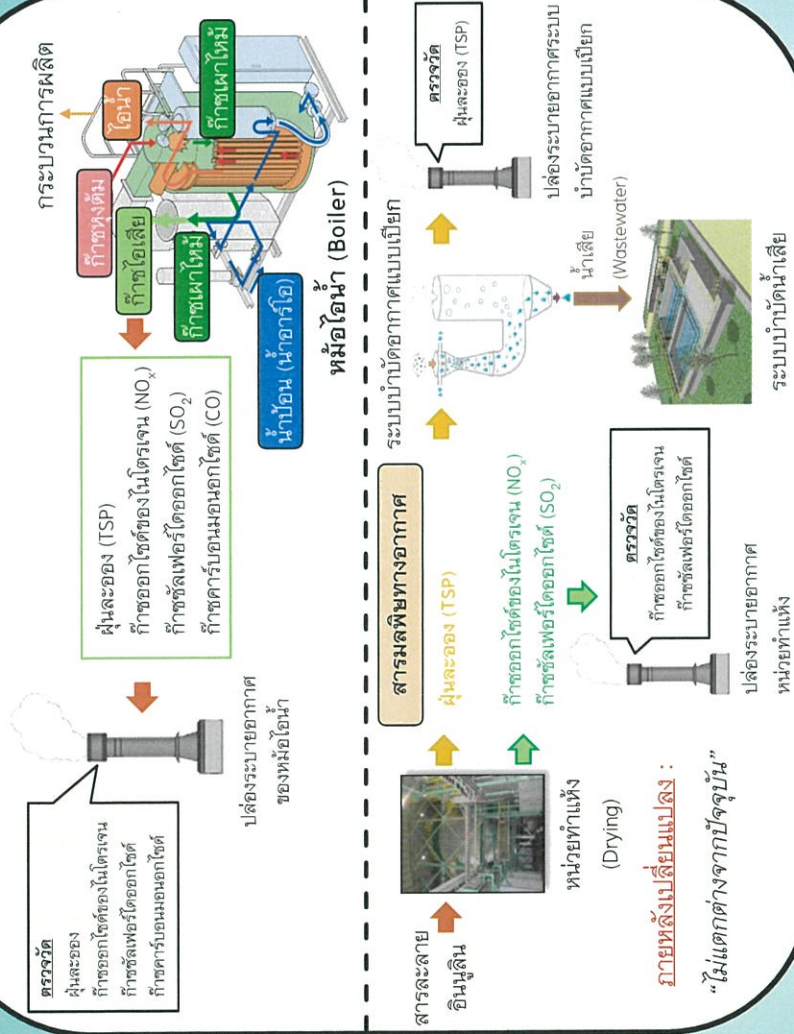 กระบวนการผลิต
ไอน้ำ
ก๊าซหุงต้ม
ก๊าซเผาไหม้
ก๊าซไอเสีย
ก๊าซเผาไหม้
น้ำป้อน (น้ำอาร์โอ)
หม้อไอน้ำ (Boiler)
ฝุ่นละออง (TSP)
ก๊าซออกไซด์ของไนโตรเจน (NOₓ)
ก๊าซซัลเฟอร์ไดออกไซด์ (SO₂)
ก๊าซคาร์บอนมอนอกไซด์ (CO)
ตรวจวัด
ฝุ่นละออง
ก๊าซออกไซด์ของไนโตรเจน
ก๊าซซัลเฟอร์ไดออกไซด์
ก๊าซคาร์บอนมอนอกไซด์
ปล่องระบายอากาศ
ของหม้อไอน้ำ
สารละลาย
อินนูลิน
หน่วยทำแห้ง
(Drying)
สารมลพิษทางอากาศ
ฝุ่นละออง (TSP)
ก๊าซออกไซด์ของไนโตรเจน (NOₓ)
ก๊าซซัลเฟอร์ไดออกไซด์ (SO₂)
ระบบบำบัดอากาศแบบเปียก
ตรวจวัด
ฝุ่นละออง (TSP)
ปล่องระบายอากาศระบบ
บำบัดอากาศแบบเปียก
น้ำเสีย
(Wastewater)
ระบบบำบัดน้ำเสีย
ตรวจวัด
ก๊าซออกไซด์ของไนโตรเจน
ก๊าซซัลเฟอร์ไดออกไซด์
ปล่องระบายอากาศ
หน่วยทำแห้ง
ภายหลังเปลี่ยนแปลง :
“ไม่แตกต่างจากปัจจุบัน”